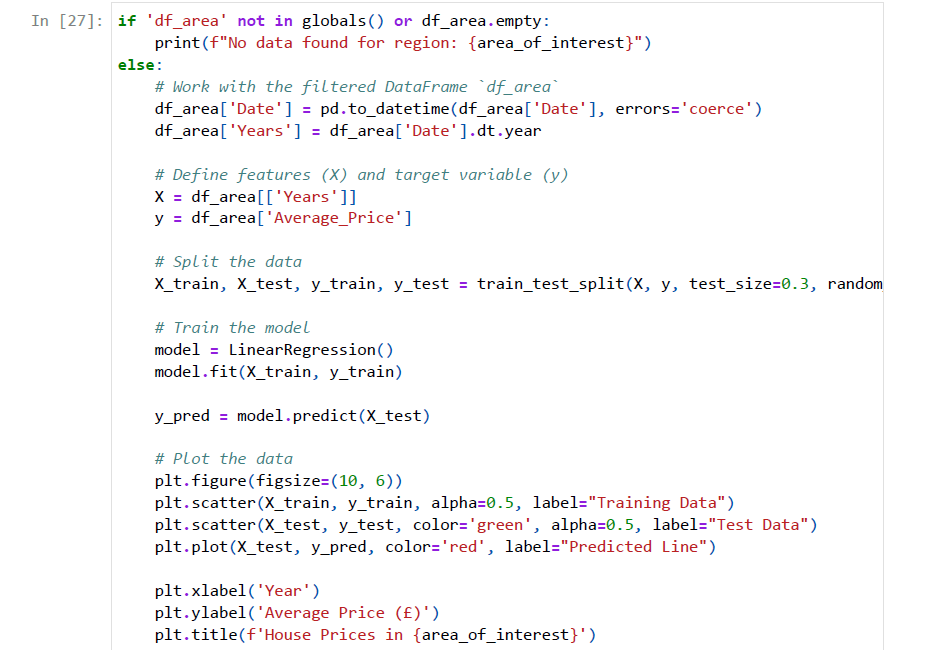 In [27]: if 'df_area' not in globals() or df_area.empty:
    print(f"No data found for region: {area_of_interest}")
else:
    # Work with the filtered DataFrame `df_area`
    df_area['Date'] = pd.to_datetime(df_area['Date'], errors='coerce')
    df_area['Years'] = df_area['Date'].dt.year
    # Define features (X) and target variable (y)
    X = df_area[['Years']]
    y = df_area['Average_Price']
    # Split the data
    X_train, X_test, y_train, y_test = train_test_split(X, y, test_size=0.3, random
    # Train the model
    model = LinearRegression()
    model.fit(X_train, y_train)
    y_pred = model.predict(X_test)
    # Plot the data
    plt.figure(figsize=(10, 6))
    plt.scatter(X_train, y_train, alpha=0.5, label="Training Data")
    plt.scatter(X_test, y_test, color='green', alpha=0.5, label="Test Data")
    plt.plot(X_test, y_pred, color='red', label="Predicted Line")
    plt.xlabel('Year')
    plt.ylabel('Average Price (£)')
    plt.title(f'House Prices in {area_of_interest}')